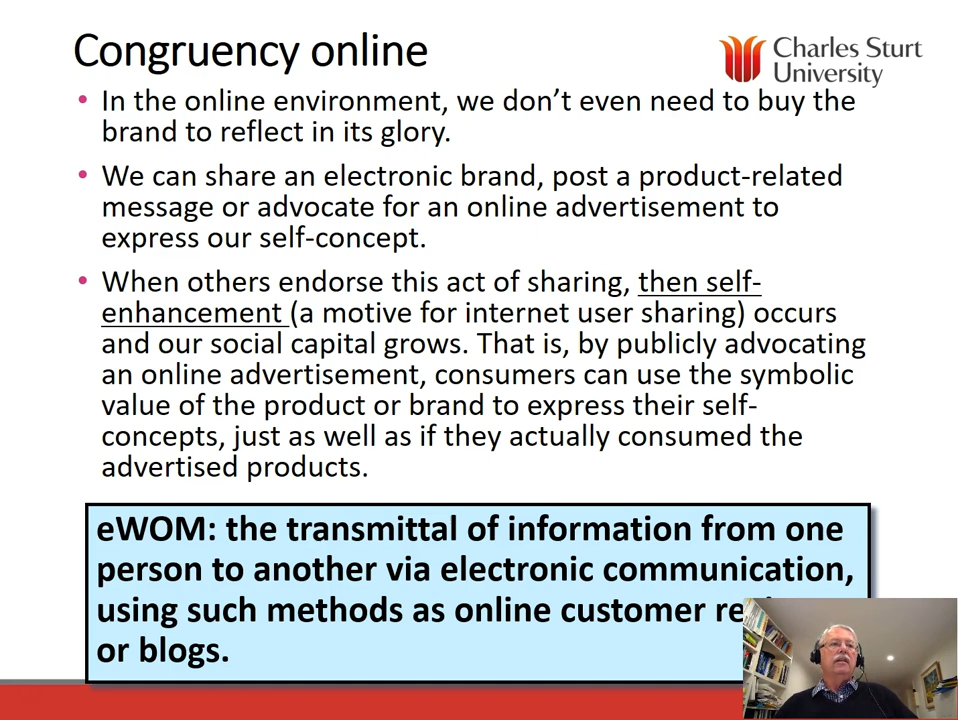 Congruency online
Charles Sturt
University
• In the online environment, we don't even need to buy the
brand to reflect in its glory.
• We can share an electronic brand, post a product-related
message or advocate for an online advertisement to
express our self-concept.
• When others endorse this act of sharing, then self-
enhancement (a motive for internet user sharing) occurs
and our social capital grows. That is, by publicly advocating
an online advertisement, consumers can use the symbolic
value of the product or brand to express their self-
concepts, just as well as if they actually consumed the
advertised products.
eWOM: the transmittal of information from one
person to another via electronic communication,
using such methods as online customer
or blogs.